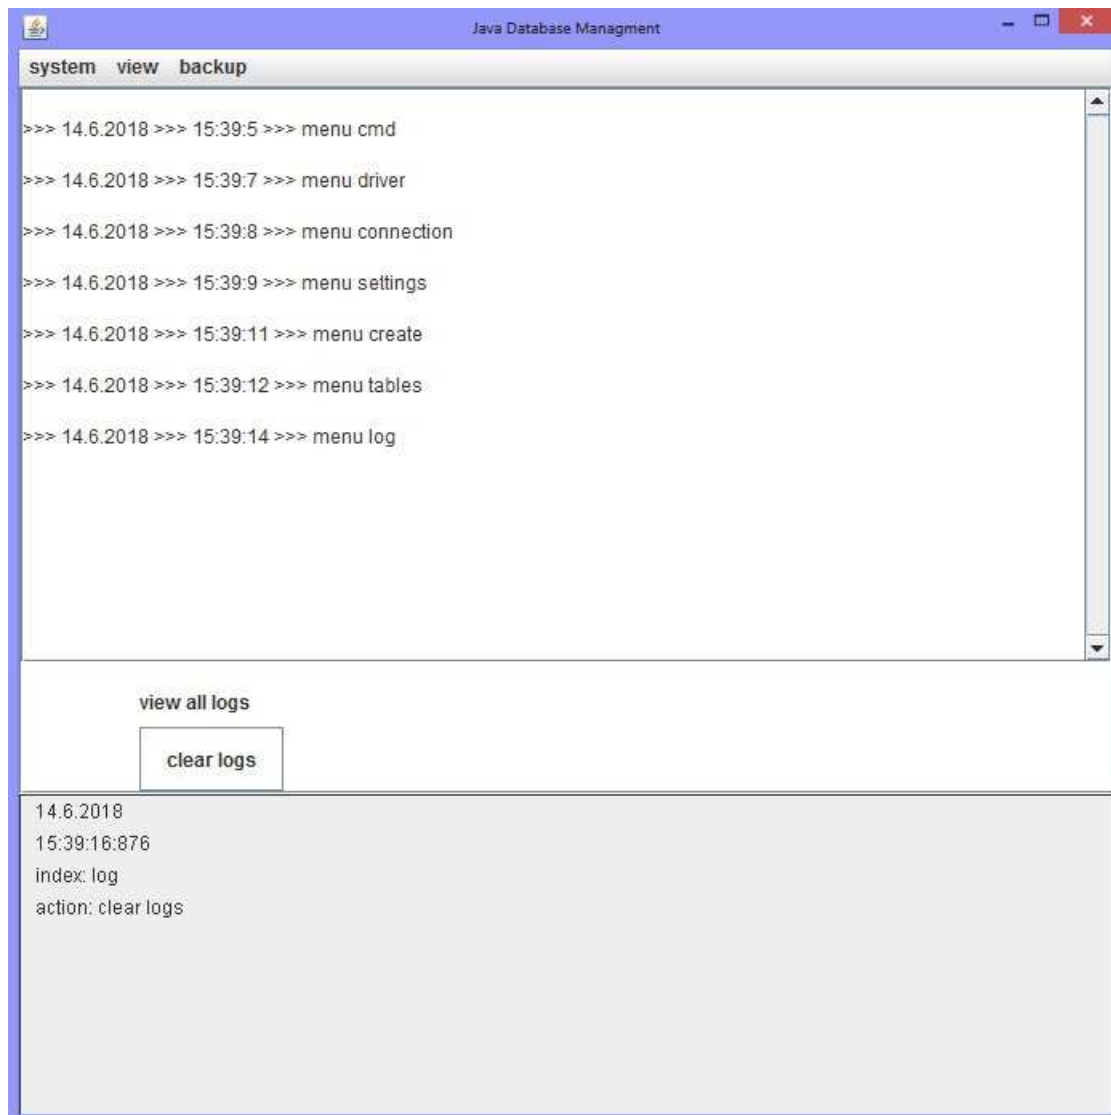 Java Database Managment
system view backup
>>> 14.6.2018 >>> 15:39:5 >>> menu cmd
>>> 14.6.2018 >>> 15:39:7 >>> menu driver
>>> 14.6.2018 >>> 15:39:8 >>> menu connection
>>> 14.6.2018 >>> 15:39:9 >>> menu settings
>>> 14.6.2018 >>> 15:39:11 >>> menu create
>>> 14.6.2018 >>> 15:39:12 >>> menu tables
>>> 14.6.2018 >>> 15:39:14 >>> menu log
view all logs
clear logs
14.6.2018
15:39:16:876
index: log
action: clear logs